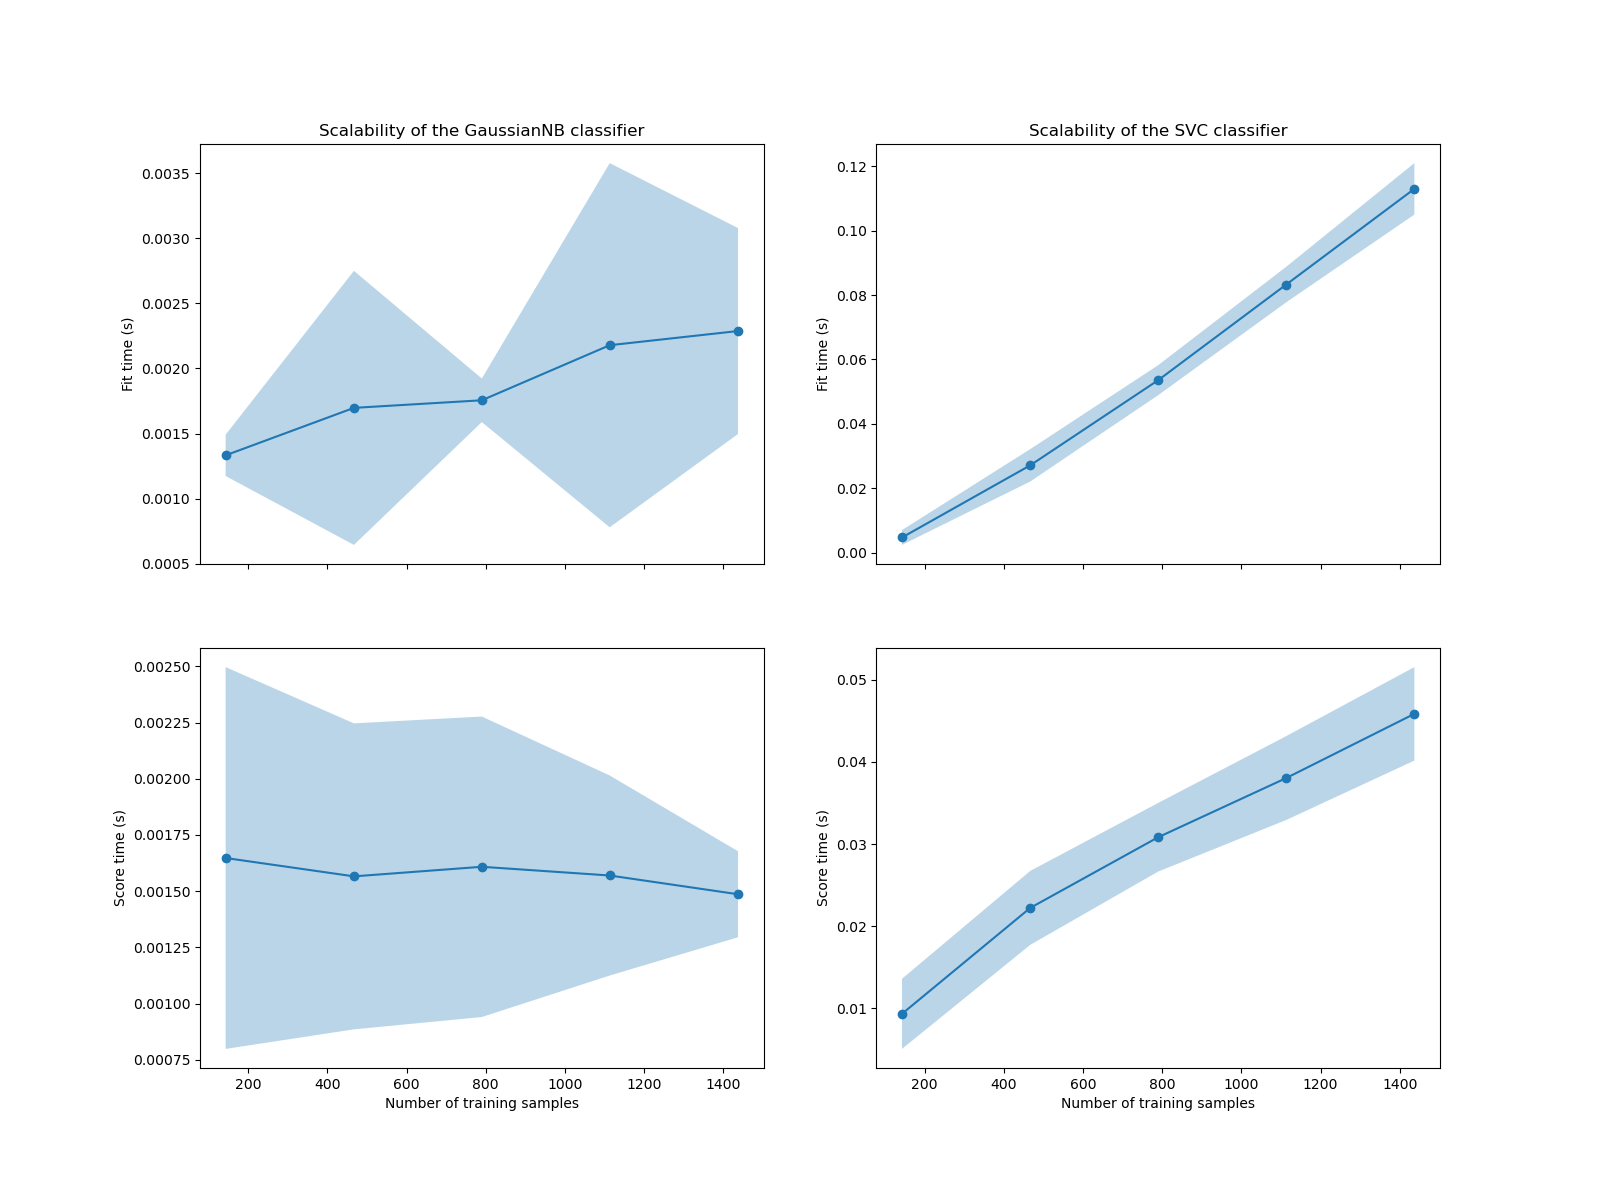 Scalability of the GaussianNB classifier
0.0035
0.0030
0.0025
0.0020
0.0015
0.0010
0.0005
Fit time (s)
Scalability of the SVC classifier
0.12
0.10
0.08
0.06
0.04
0.02
0.00
Fit time (s)
0.00250
0.00225
0.00200
0.00175
0.00150
0.00125
0.00100
0.00075
Score time (s)
200 400 600 800 1000 1200 1400
Number of training samples
0.05
0.04
0.03
0.02
0.01
Score time (s)
200 400 600 800 1000 1200 1400
Number of training samples